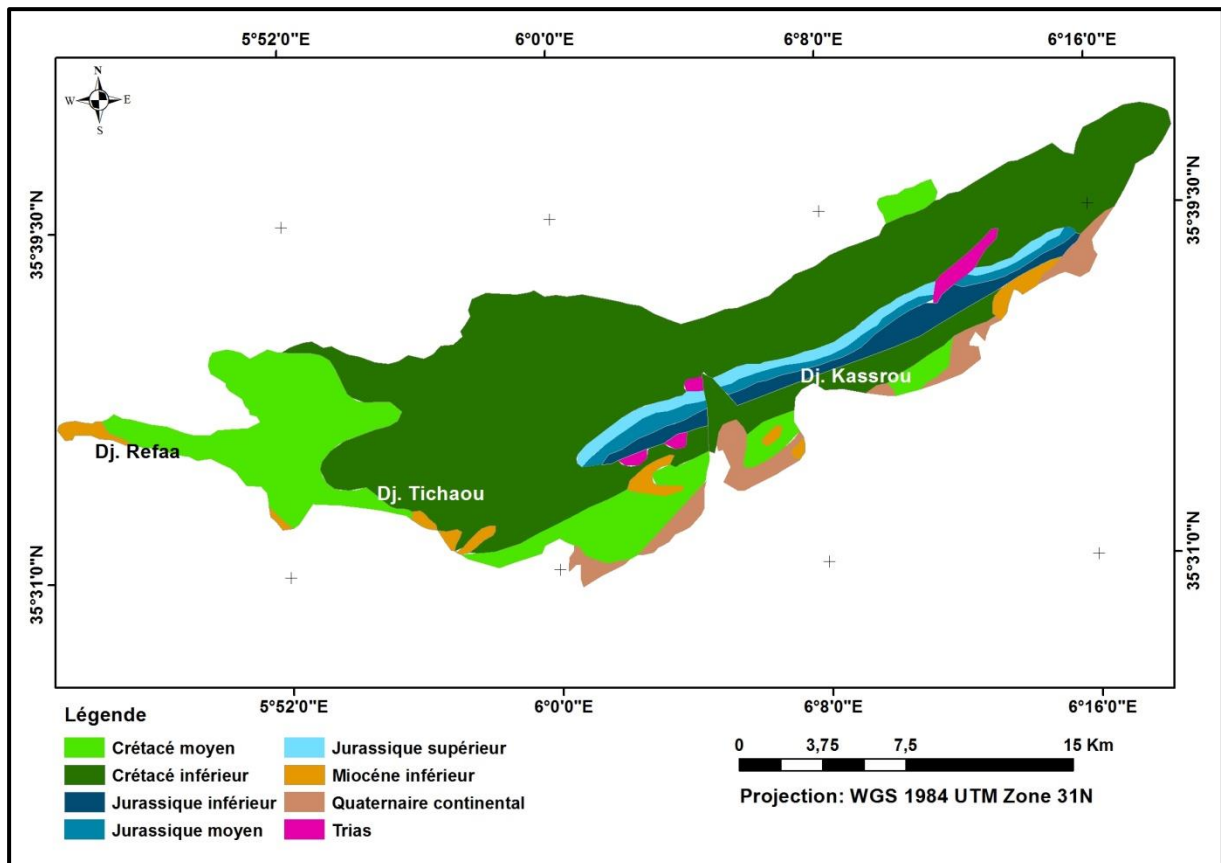 5°52'0"E 6°0'0"E 6°8'0"E 6°16'0"E
N
W E
S
35°39'30"N
35°39'30"N
Dj. Kassrou
Dj. Refaa
Dj. Tichaou
35°31'0"N
35°31'0"N
5°52'0"E 6°0'0"E 6°8'0"E 6°16'0"E
Légende
Crétacé moyen
Crétacé inférieur
Jurassique inférieur
Jurassique moyen
Jurassique supérieur
Miocéne inférieur
Quaternaire continental
Trias
0 3,75 7,5 15 Km
Projection: WGS 1984 UTM Zone 31N